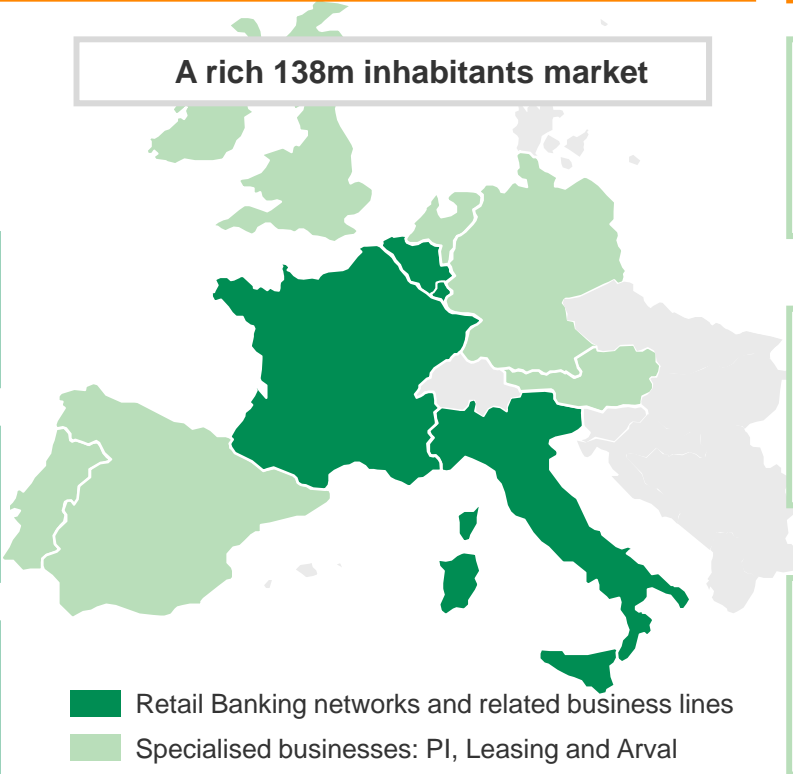 A rich 138m inhabitants market
Retail Banking networks and related business lines
Specialised businesses: PI, Leasing and Arval